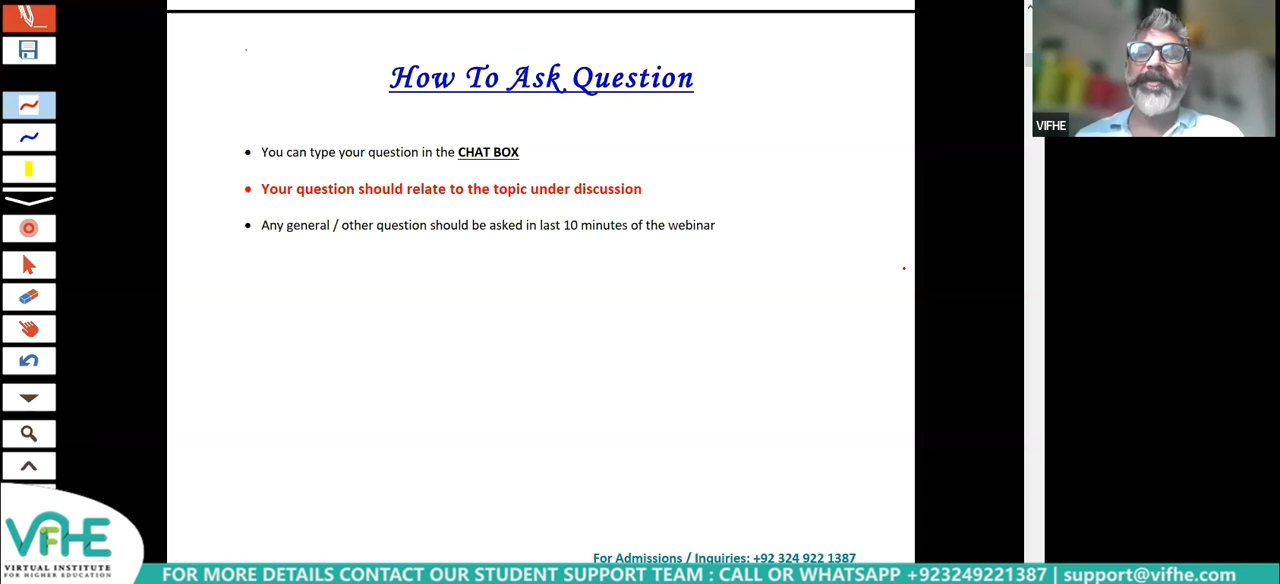 How To Ask Question
VIFHE
• You can type your question in the CHAT BOX
• Your question should relate to the topic under discussion
• Any general / other question should be asked in last 10 minutes of the webinar
For Admissions / Inquiries: +92 324 922 1387
VIFHE
VIRTUAL INSTITUTE
FOR HIGHER EDUCATION
FOR MORE DETAILS CONTACT OUR STUDENT SUPPORT TEAM : CALL OR WHATSAPP +923249221387 | support@vifhe.com